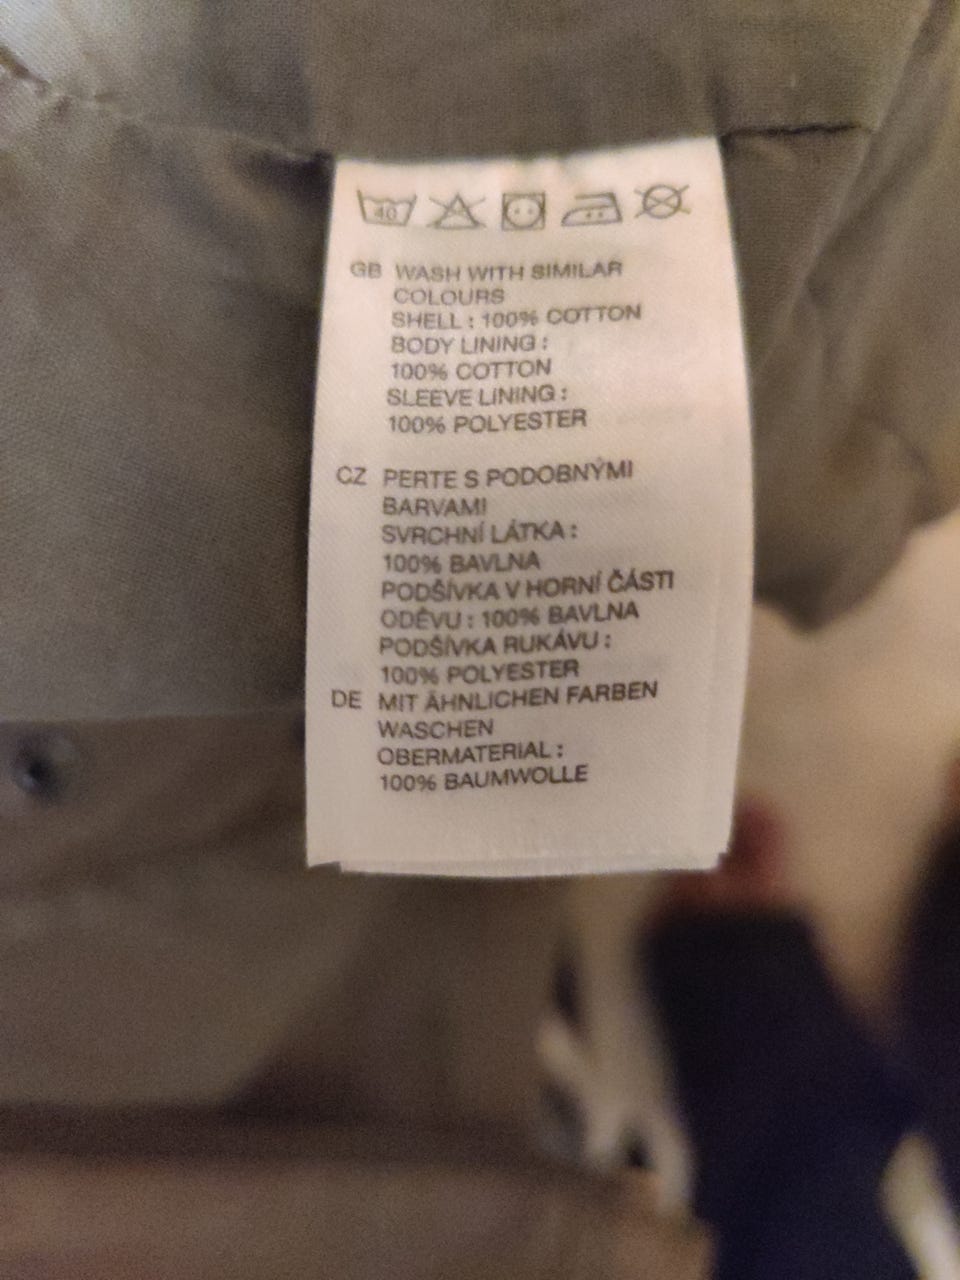 40
GB WASH WITH SIMILAR
COLOURS
SHELL : 100% COTTON
BODY LINING :
100% COTTON
SLEEVE LINING :
100% POLYESTER
CZ PERTE S PODOBNÝMI
BARVAMI
SVRCHNÍ LÁTKA :
100% BAVLNA
PODŠÍVKA V HORNÍ ČÁSTI
ODĚVU : 100% BAVLNA
PODŠÍVKA RUKÁVU :
100% POLYESTER
DE MIT ÄHNLICHEN FARBEN
WASCHEN
OBERMATERIAL :
100% BAUMWOLLE